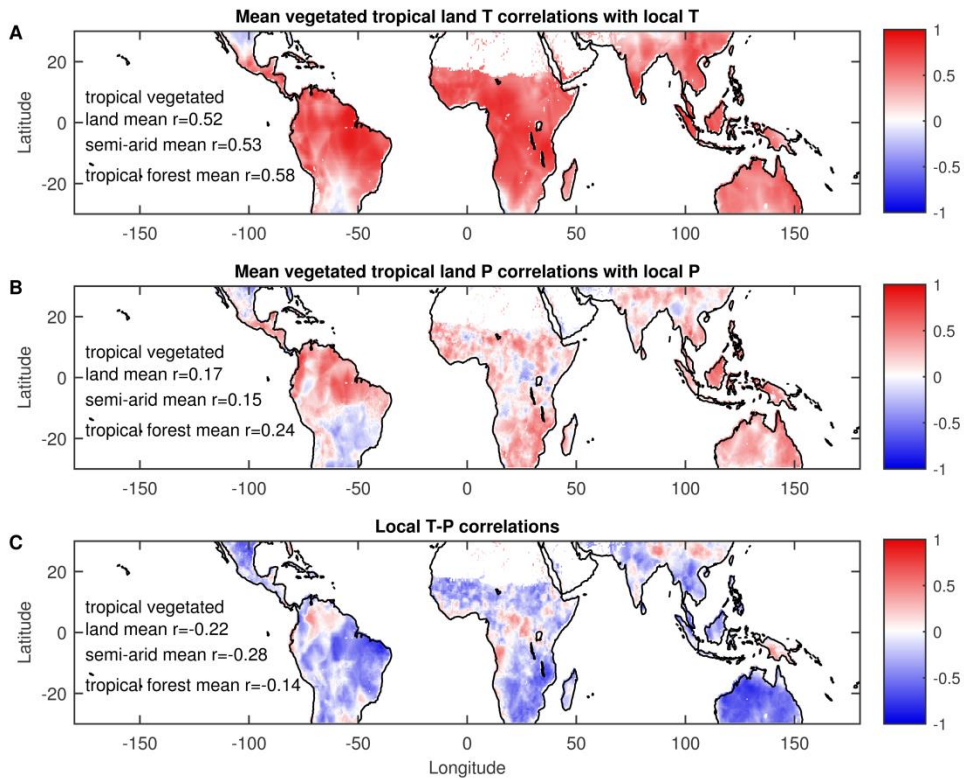 Mean vegetated tropical land T correlations with local T
A
20
0
-20
Latitude
tropical vegetated
land mean r=0.52
semi-arid mean r=0.53
tropical forest mean r=0.58
-150 -100 -50 0 50 100 150
1
0.5
0
-0.5
-1
Mean vegetated tropical land P correlations with local P
B
20
0
-20
Latitude
tropical vegetated
land mean r=0.17
semi-arid mean r=0.15
tropical forest mean r=0.24
-150 -100 -50 0 50 100 150
1
0.5
0
-0.5
-1
Local T-P correlations
C
20
0
-20
Latitude
tropical vegetated
land mean r=-0.22
semi-arid mean r=-0.28
tropical forest mean r=-0.14
-150 -100 -50 0 50 100 150
Longitude
1
0.5
0
-0.5
-1